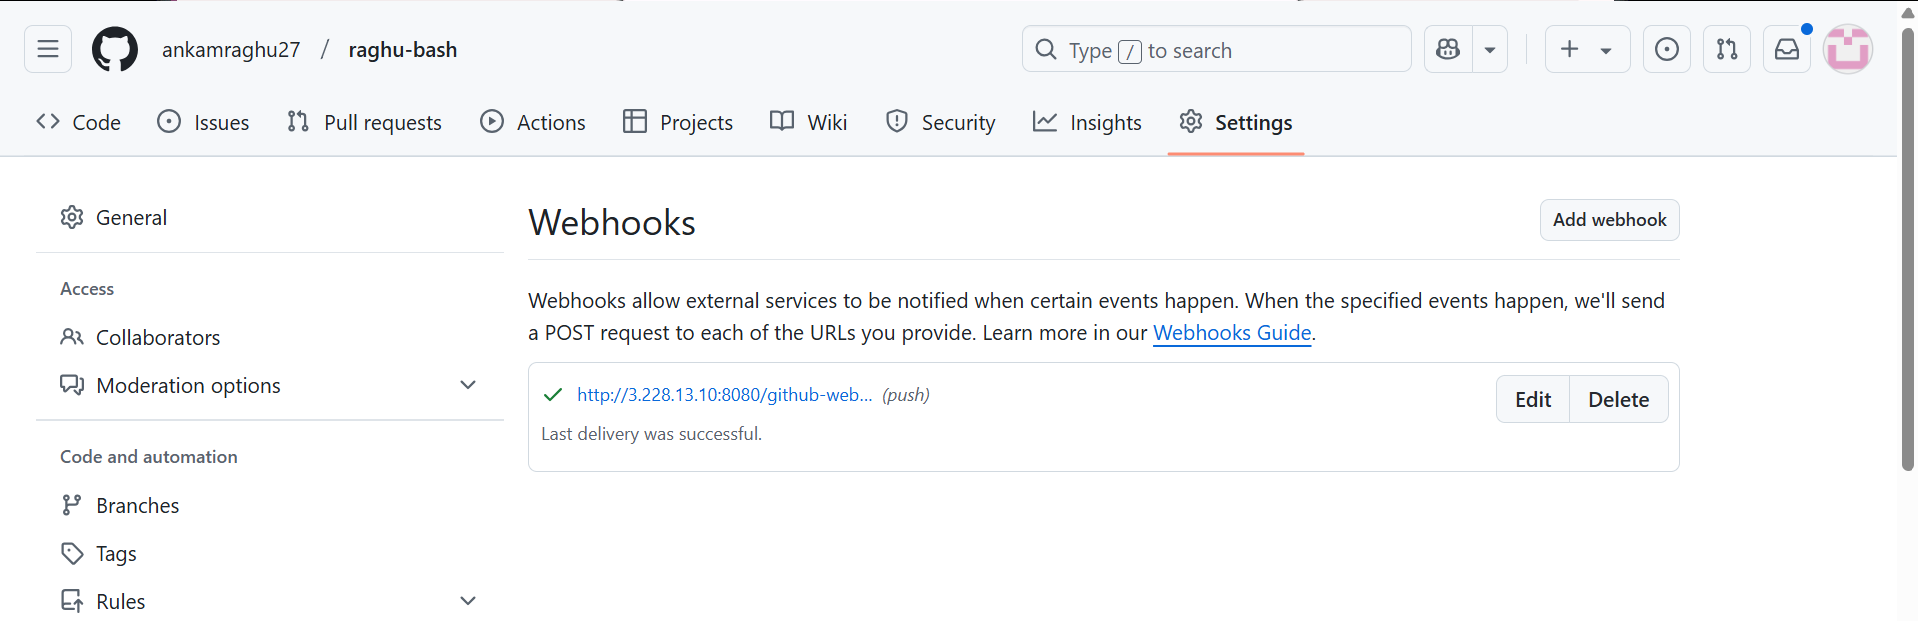 ankamraghu27 / raghu-bash
Type / to search
Code Issues Pull requests Actions Projects Wiki Security Insights Settings
General
Access
Collaborators
Moderation options
Code and automation
Branches
Tags
Rules
Webhooks
Add webhook
Webhooks allow external services to be notified when certain events happen. When the specified events happen, we'll send
a POST request to each of the URLs you provide. Learn more in our Webhooks Guide.
http://3.228.13.10:8080/github-web... (push)
Edit Delete
Last delivery was successful.